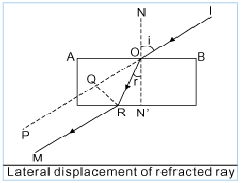 N
I
i
A
O
B
Q
r
P
R
N'
M
Lateral displacement of refracted ray